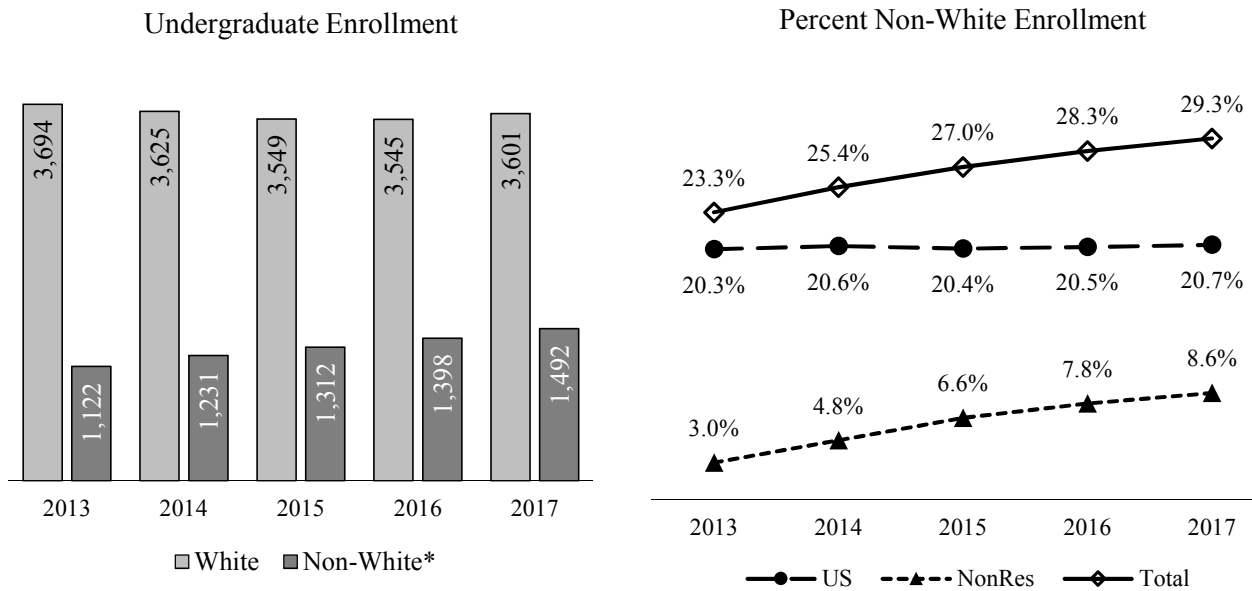 Undergraduate Enrollment
3,694
1,122
3,625
1,231
3,549
1,312
3,545
1,398
3,601
1,492
2013 2014 2015 2016 2017
White Non-White*
Percent Non-White Enrollment
23.3% 25.4% 27.0% 28.3% 29.3%
20.3% 20.6% 20.4% 20.5% 20.7%
3.0% 4.8% 6.6% 7.8% 8.6%
2013 2014 2015 2016 2017
US NonRes Total